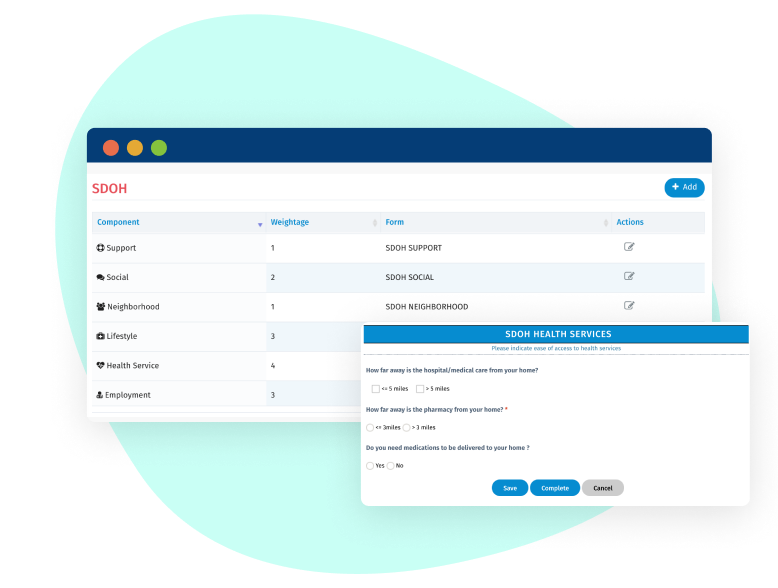 SDOH
+ Add
Component Weightage Form Actions
Support 1 SDOH SUPPORT
Social 2 SDOH SOCIAL
Neighborhood 1 SDOH NEIGHBORHOOD
Lifestyle 3
Health Service 4
Employment 3
SDOH HEALTH SERVICES
Please indicate ease of access to health services
How far away is the hospital/medical care from your home?
<= 5 miles > 5 miles
How far away is the pharmacy from your home? *
<= 3miles > 3 miles
Do you need medications to be delivered to your home ?
Yes No
Save Complete Cancel